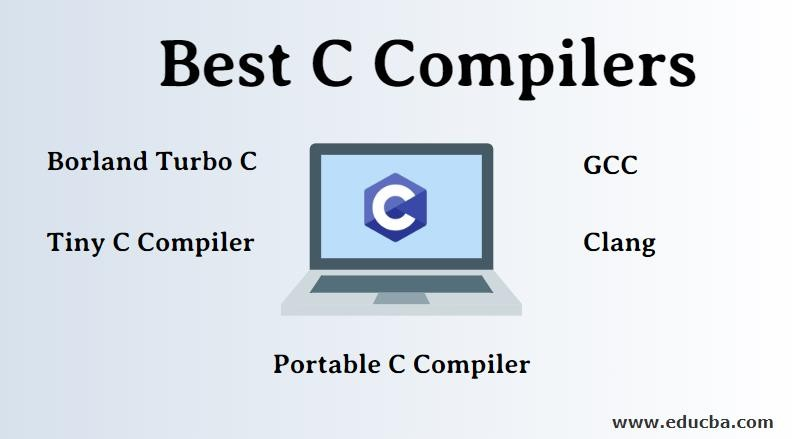 Best C Compilers
Borland Turbo C
GCC
C
Tiny C Compiler
Clang
Portable C Compiler
www.educba.com